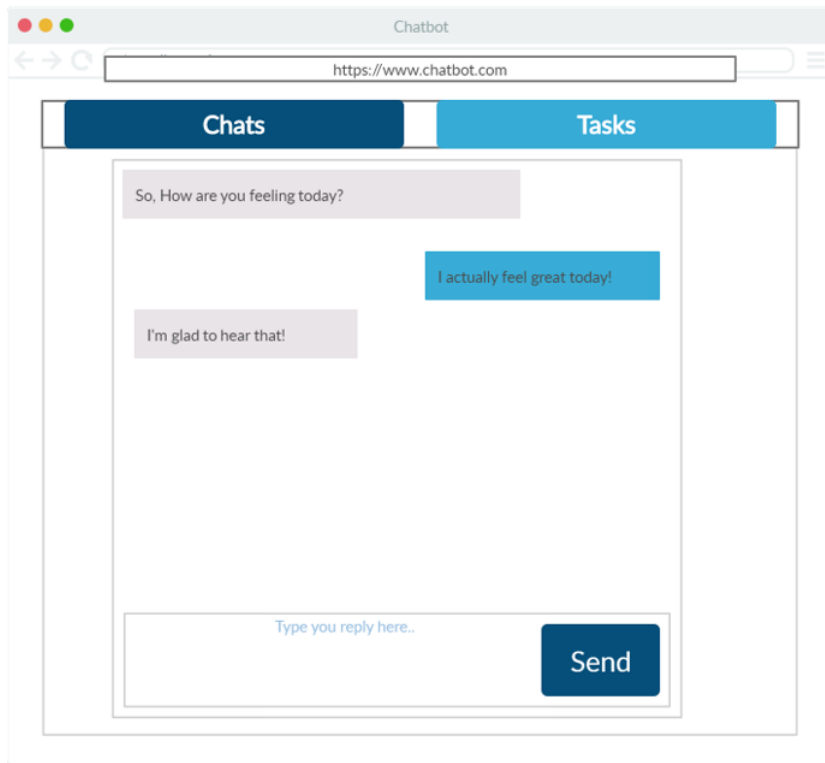 Chatbot
https://www.chatbot.com
Chats
Tasks
So, How are you feeling today?
I actually feel great today!
I'm glad to hear that!
Type you reply here..
Send